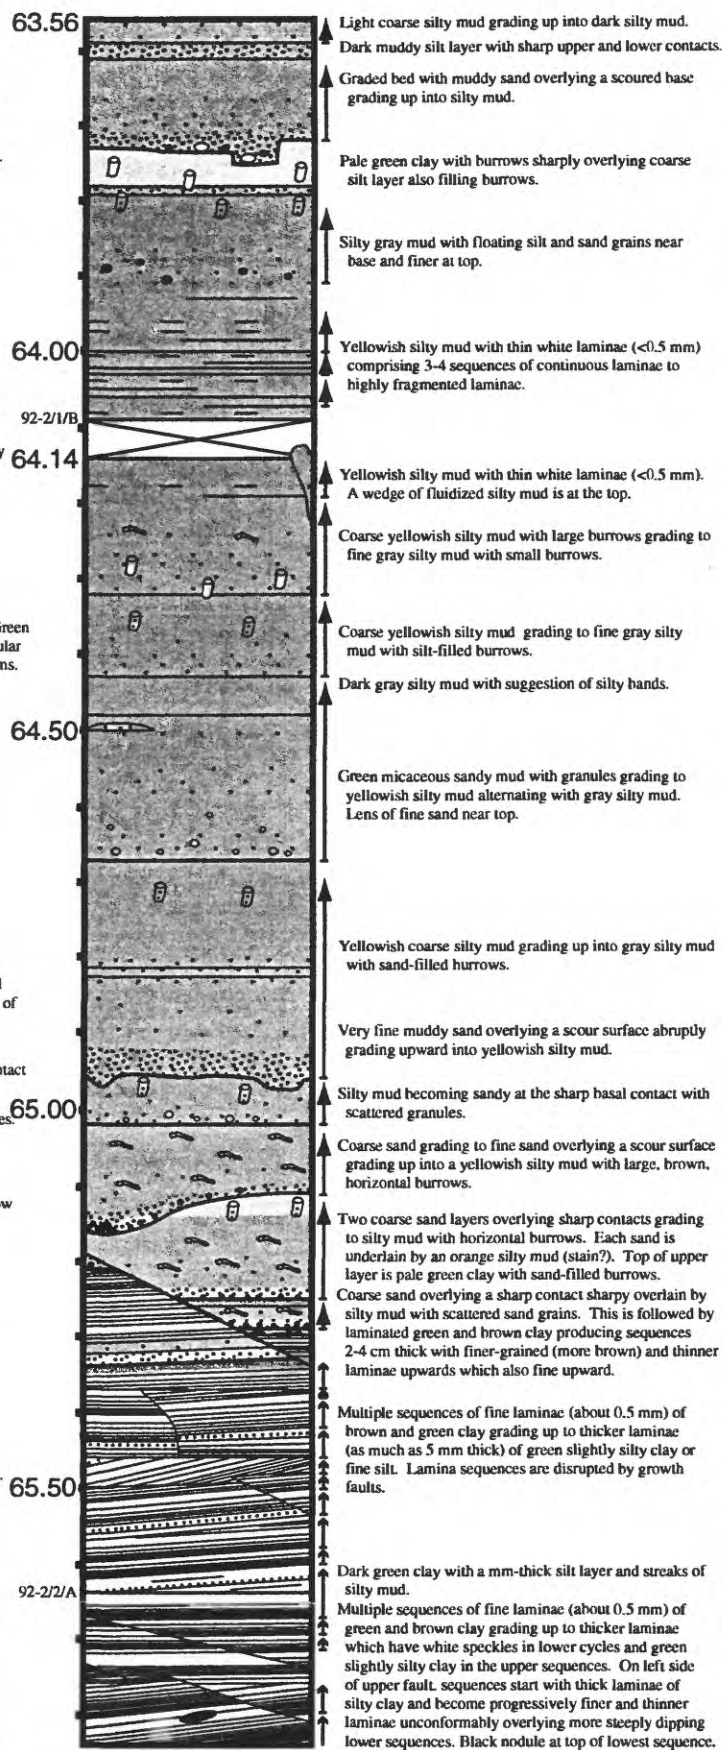 63.56
Light coarse silty mud grading up into dark silty mud.
Dark muddy silt layer with sharp upper and lower contacts.
Graded bed with muddy sand overlying a scoured base
grading up into silty mud.
Pale green clay with burrows sharply overlying coarse
silt layer also filling burrows.
Silty gray mud with floating silt and sand grains near
base and finer at top.
64.00
Yellowish silty mud with thin white laminae (<0.5 mm)
comprising 3-4 sequences of continuous laminae to
highly fragmented laminae.
92-2/1/B
y
64.14
Yellowish silty mud with thin white laminae (<0.5 mm).
A wedge of fluidized silty mud is at the top.
Coarse yellowish silty mud with large burrows grading to
fine gray silty mud with small burrows.
Green
ular
ns.
Coarse yellowish silty mud grading to fine gray silty
mud with silt-filled burrows.
Dark gray silty mud with suggestion of silty bands.
64.50
Green micaceous sandy mud with granules grading to
yellowish silty mud alternating with gray silty mud.
Lens of fine sand near top.
Yellowish coarse silty mud grading up into gray silty mud
with sand-filled burrows.
of
Very fine muddy sand overlying a scour surface abruptly
grading upward into yellowish silty mud.
ntact
es.
65.00
Silty mud becoming sandy at the sharp basal contact with
scattered granules.
Coarse sand grading to fine sand overlying a scour surface
grading up into a yellowish silty mud with large, brown,
horizontal burrows.
ow
Two coarse sand layers overlying sharp contacts grading
to silty mud with horizontal burrows. Each sand is
underlain by an orange silty mud (stain?). Top of upper
layer is pale green clay with sand-filled burrows.
Coarse sand overlying a sharp contact sharpy overlain by
silty mud with scattered sand grains. This is followed by
laminated green and brown clay producing sequences
2-4 cm thick with finer-grained (more brown) and thinner
laminae upwards which also fine upward.
Multiple sequences of fine laminae (about 0.5 mm) of
brown and green clay grading up to thicker laminae
(as much as 5 mm thick) of green slightly silty clay or
fine silt. Lamina sequences are disrupted by growth
faults.
65.50
Dark green clay with a mm-thick silt layer and streaks of
silty mud.
92-2/2/A
Multiple sequences of fine laminae (about 0.5 mm) of
green and brown clay grading up to thicker laminae
which have white speckles in lower cycles and green
slightly silty clay in the upper sequences. On left side
of upper fault sequences start with thick laminae of
silty clay and become progressively finer and thinner
laminae unconformably overlying more steeply dipping
lower sequences. Black nodule at top of lowest sequence.